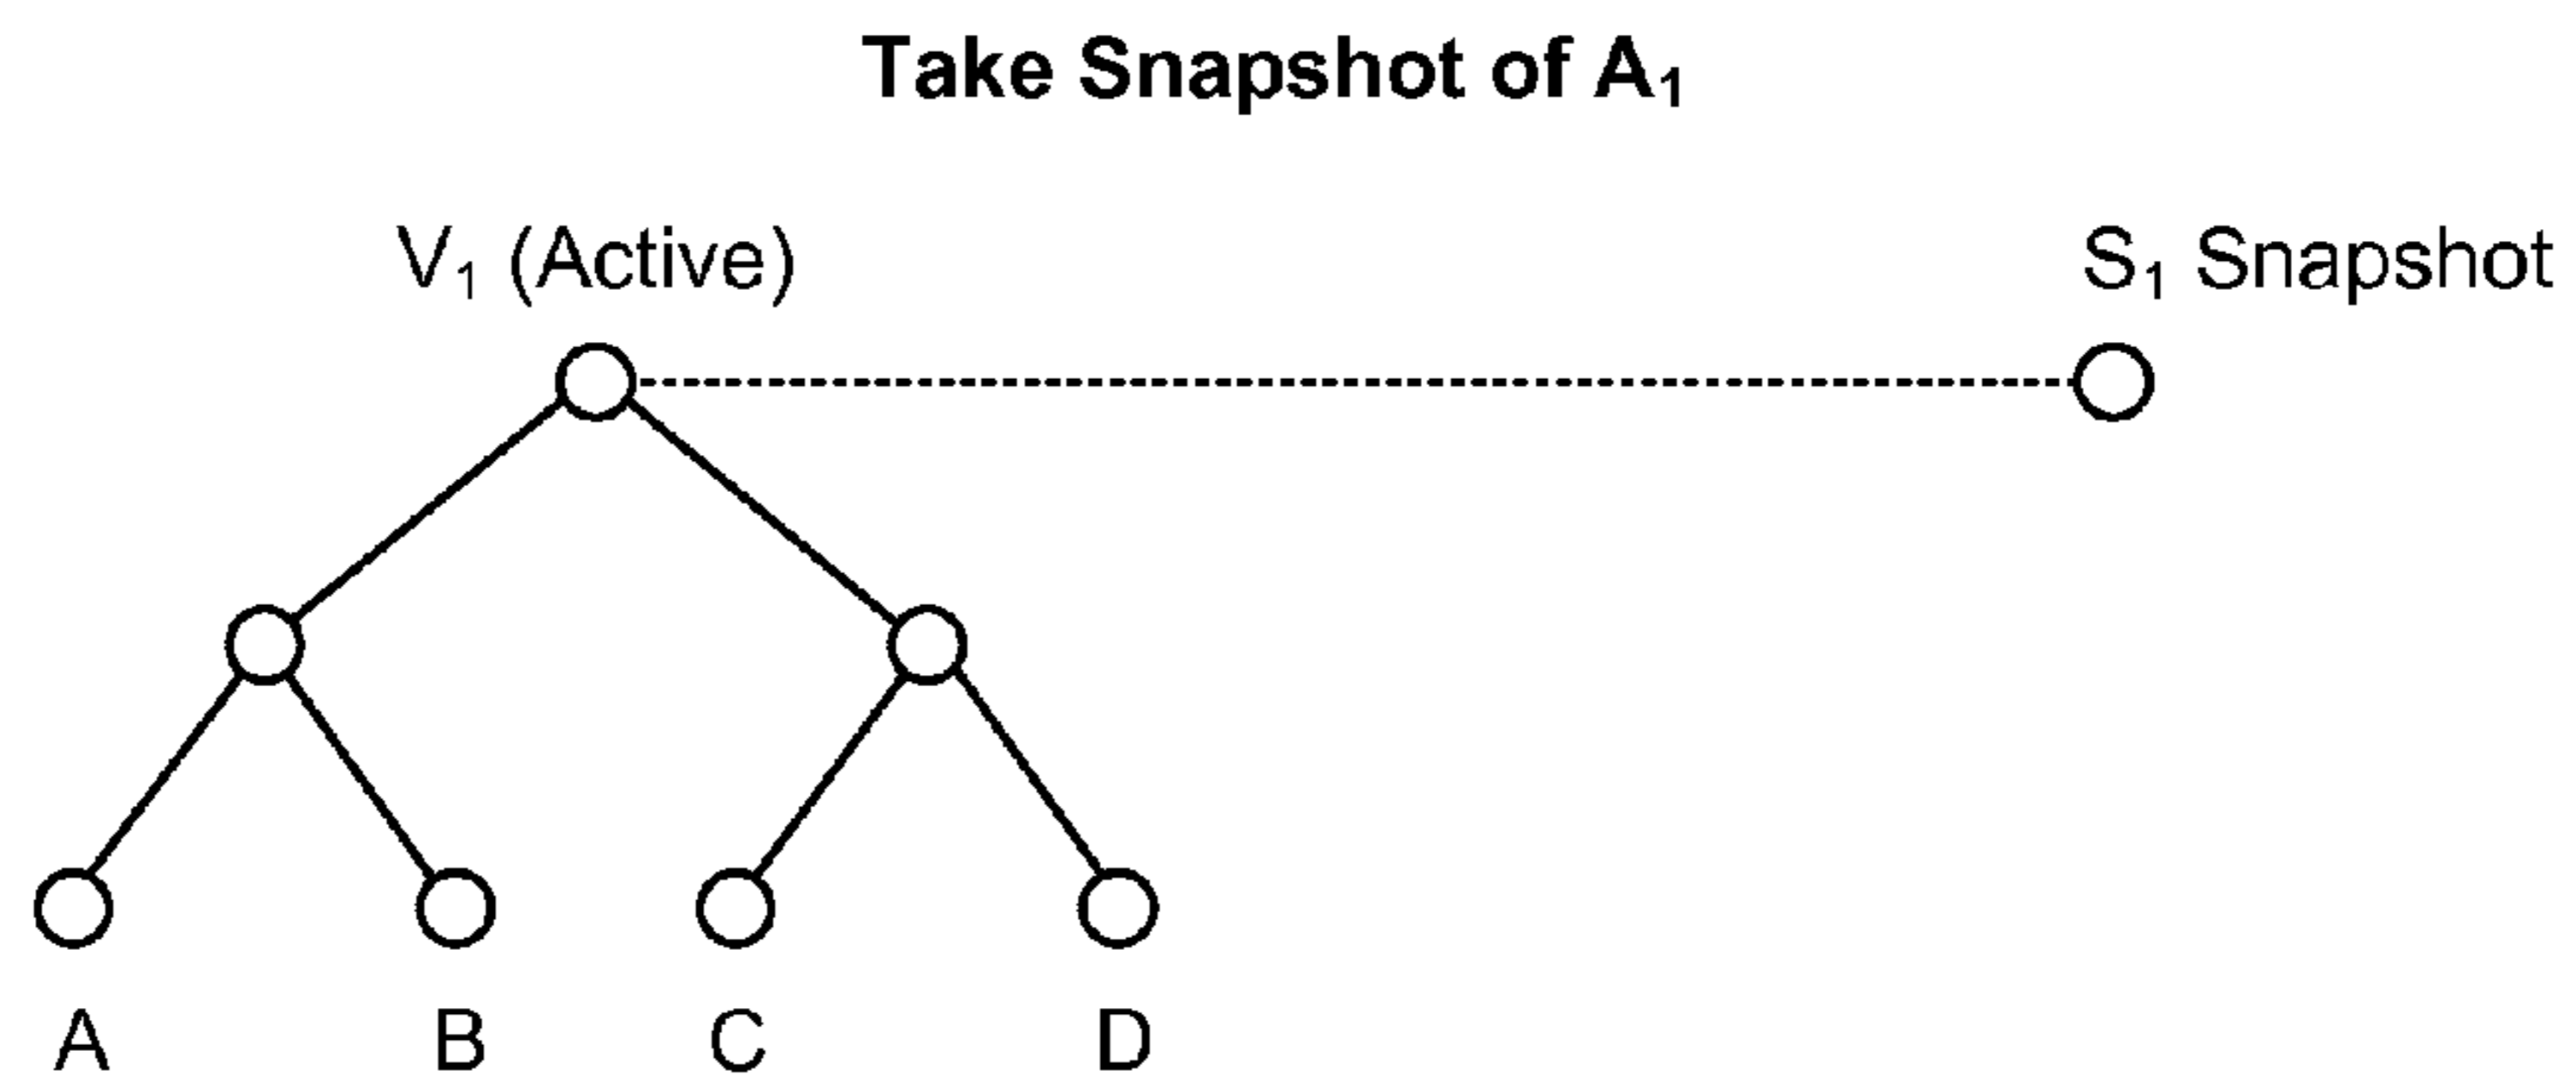 Take Snapshot of A₁
V₁ (Active)
S₁ Snapshot
A
B
C
D